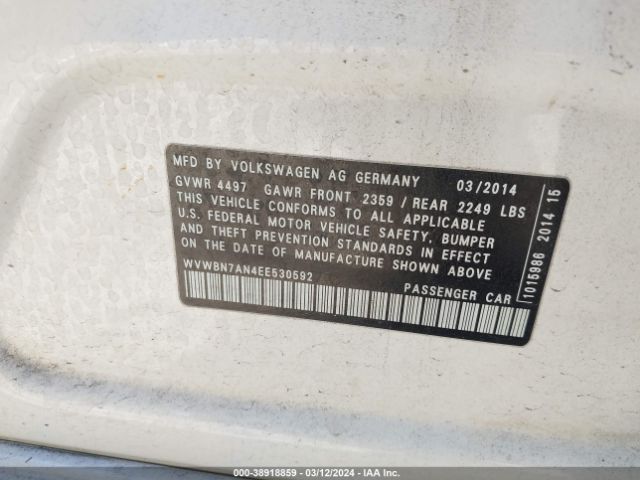 MFD BY VOLKSWAGEN AG GERMANY 03/2014
GVWR 4497 GAWR FRONT 2359 / REAR 2249 LBS
THIS VEHICLE CONFORMS TO ALL APPLICABLE
U.S. FEDERAL MOTOR VEHICLE SAFETY, BUMPER
AND THEFT PREVENTION STANDARDS IN EFFECT
ON THE DATE OF MANUFACTURE SHOWN ABOVE
WVWBN7AN4EE530592 PASSENGER CAR
1015986 2014 15
000-38918859 - 03/12/2024 - IAA Inc.